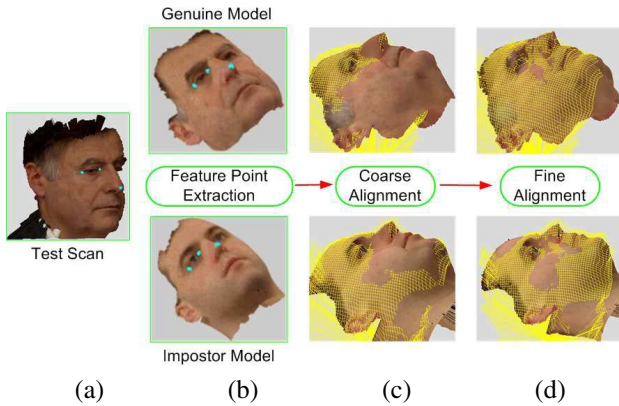 Genuine Model
Feature Point
Extraction
Coarse
Alignment
Fine
Alignment
Test Scan
Impostor Model
(a)
(b)
(c)
(d)